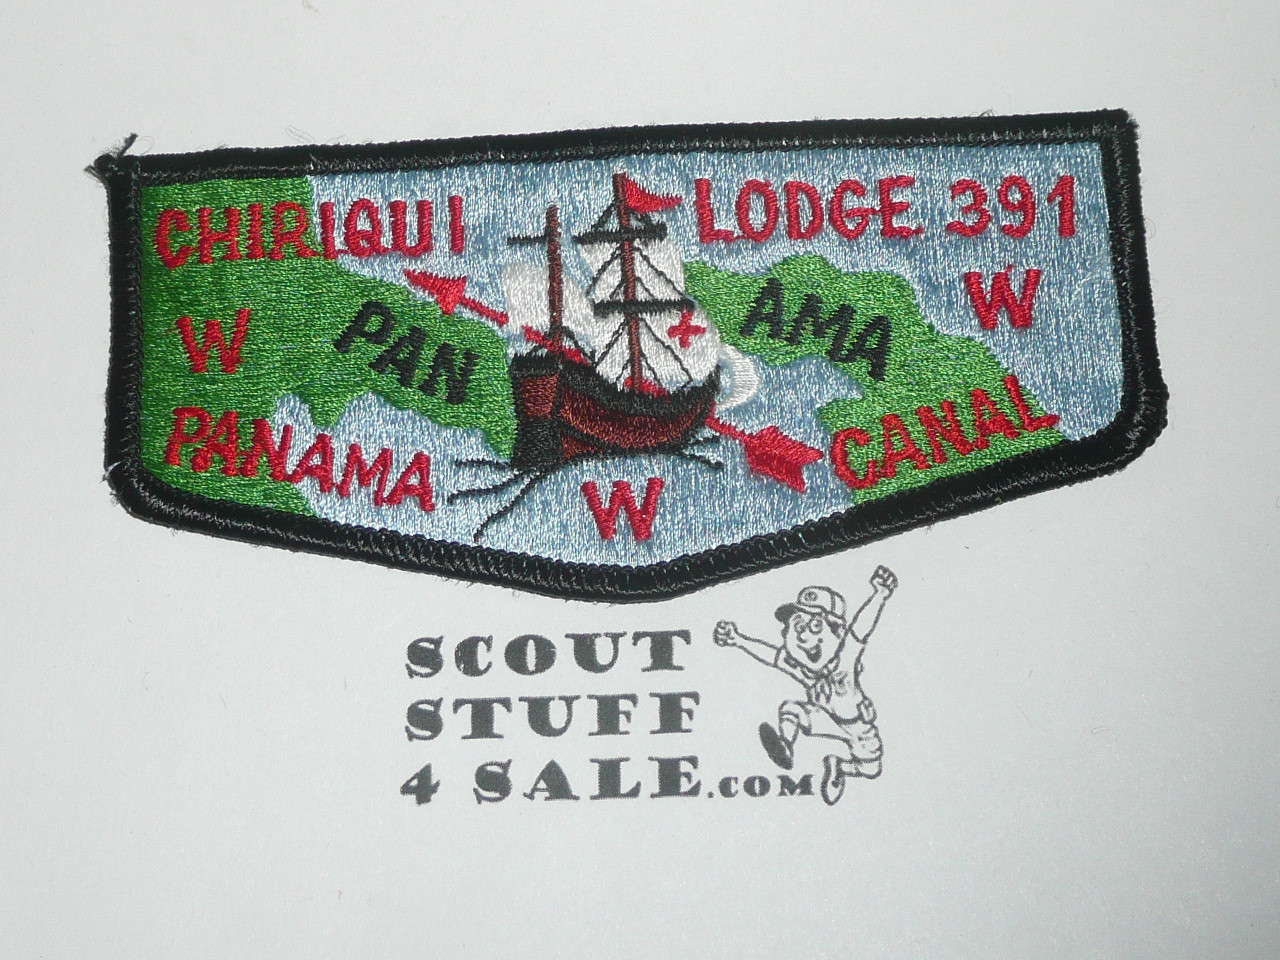 CHIRIQUI LODGE 391
PAN AMA
W W
PANAMA CANAL
W
SCOUT
STUFF
4 SALE.COM